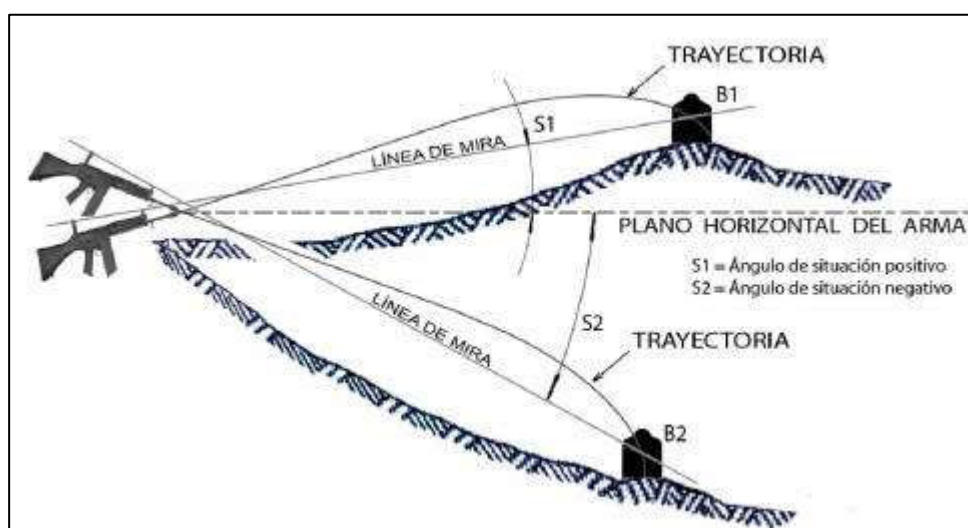 TRAYECTORIA
B1
S1
LÍNEA DE MIRA
PLANO HORIZONTAL DEL ARMA
S1 = Ángulo de situación positivo
S2 = Ángulo de situación negativo
S2
LÍNEA DE MIRA
TRAYECTORIA
B2